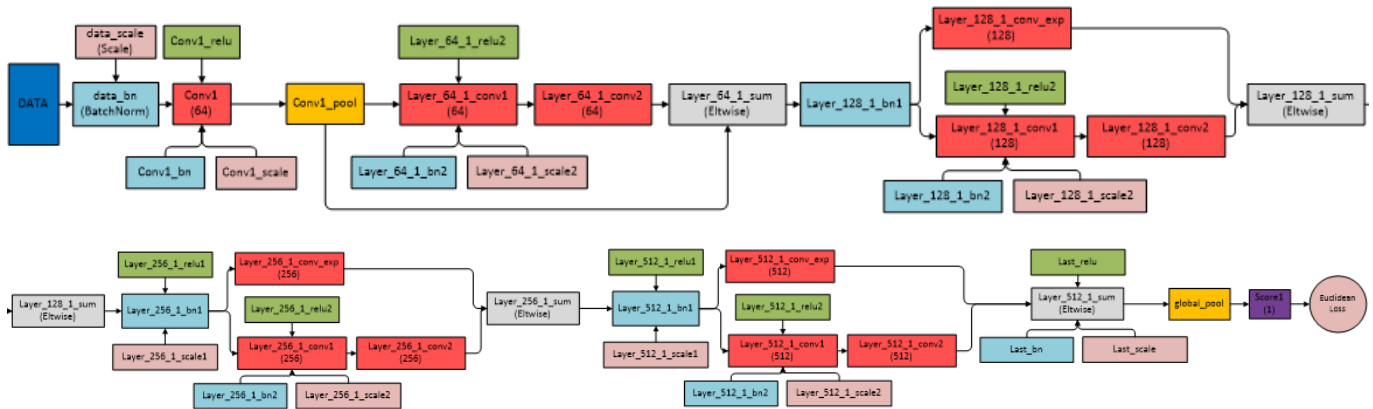 DATA
data_scale
(Scale)
data_bn
(BatchNorm)
Conv1_relu
Conv1
(64)
Conv1_bn
Conv1_scale
Conv1_pool
Layer_64_1_relu2
Layer_64_1_conv1
(64)
Layer_64_1_bn2
Layer_64_1_scale2
Layer_64_1_conv2
(64)
Layer_64_1_sum
(Eltwise)
Layer_128_1_bn1
Layer_128_1_conv_exp
(128)
Layer_128_1_relu2
Layer_128_1_conv1
(128)
Layer_128_1_bn2
Layer_128_1_scale2
Layer_128_1_conv2
(128)
Layer_128_1_sum
(Eltwise)
Layer_128_1_sum
(Eltwise)
Layer_256_1_relu1
Layer_256_1_bn1
Layer_256_1_scale1
Layer_256_1_conv_exp
(256)
Layer_256_1_relu2
Layer_256_1_conv1
(256)
Layer_256_1_bn2
Layer_256_1_scale2
Layer_256_1_conv2
(256)
Layer_256_1_sum
(Eltwise)
Layer_512_1_relu1
Layer_512_1_bn1
Layer_512_1_scale1
Layer_512_1_conv_exp
(512)
Layer_512_1_relu2
Layer_512_1_conv1
(512)
Layer_512_1_bn2
Layer_512_1_scale2
Layer_512_1_conv2
(512)
Last_relu
Layer_512_1_sum
(Eltwise)
Last_bn
Last_scale
global_pool
Score1
(1)
Euclidean
Loss